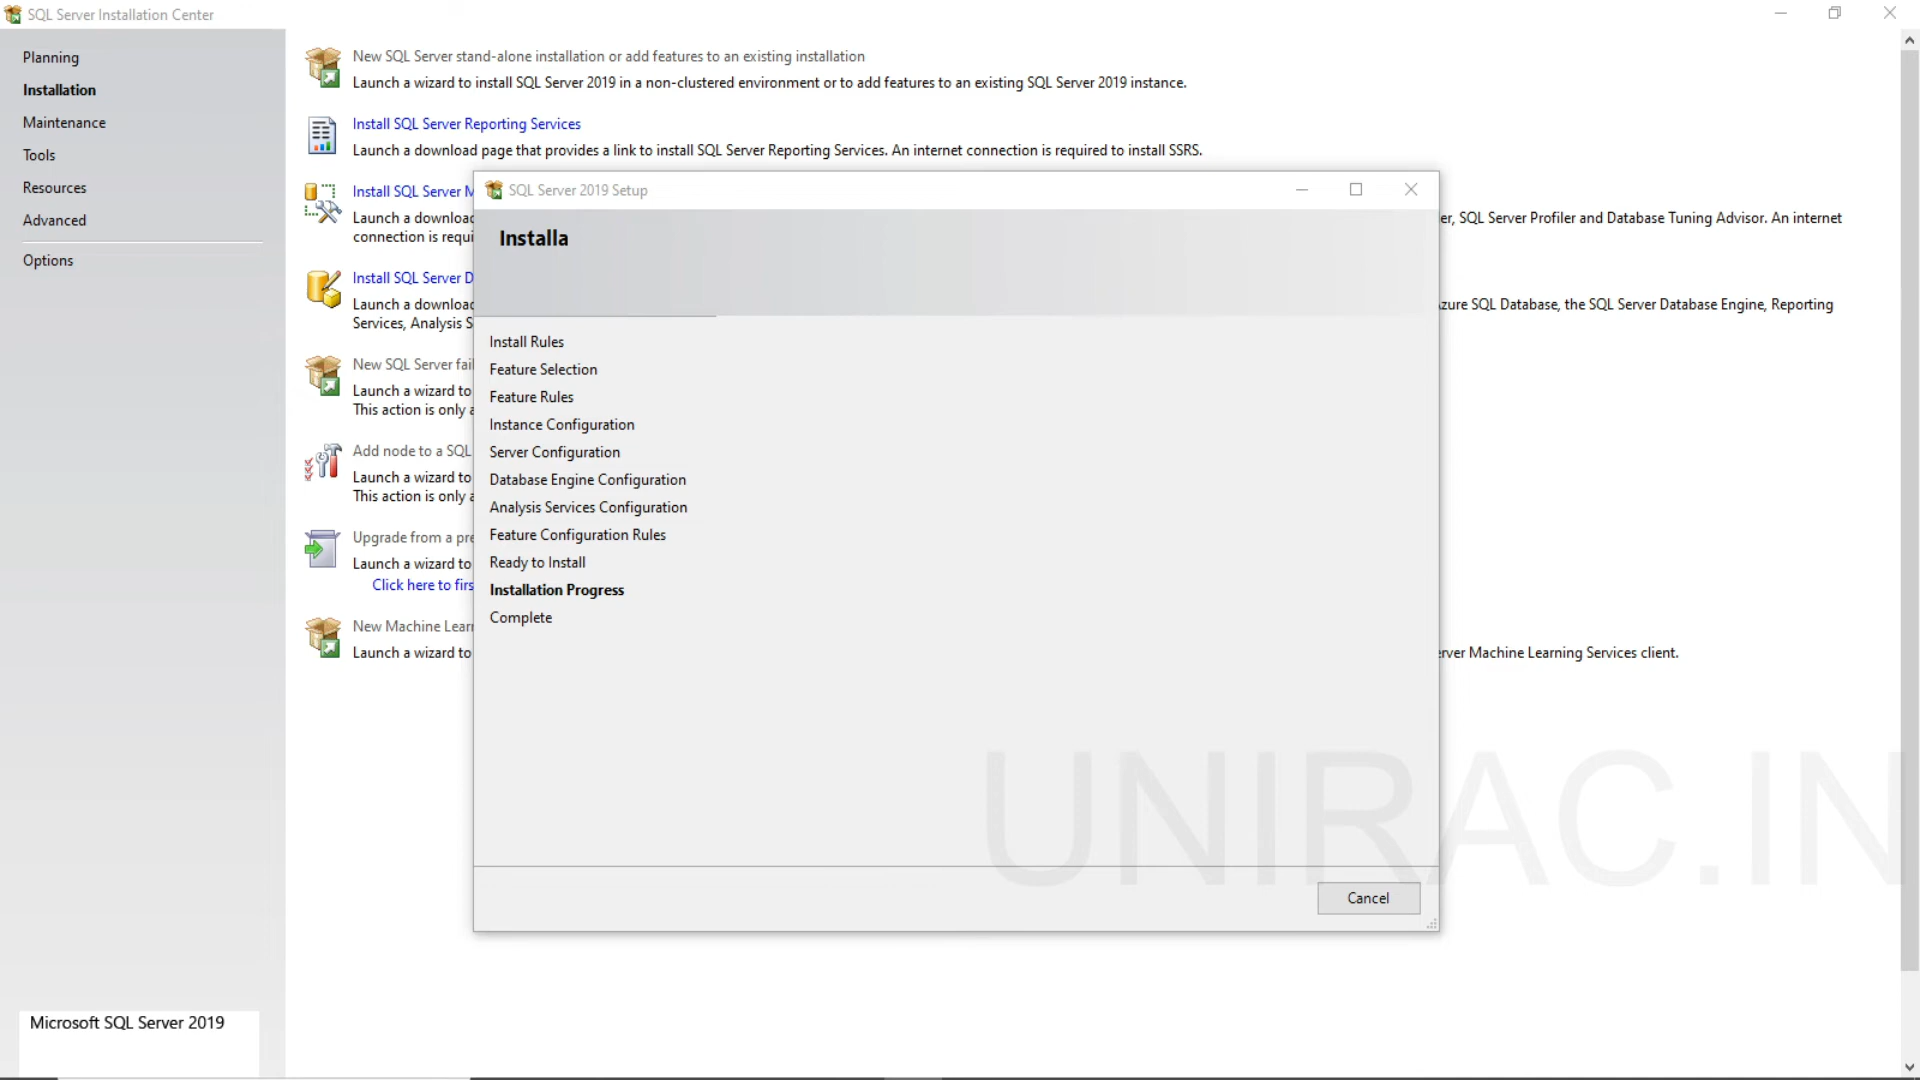 SQL Server Installation Center
Planning
Installation
Maintenance
Tools
Resources
Advanced
Options
New SQL Server stand-alone installation or add features to an existing installation
Launch a wizard to install SQL Server 2019 in a non-clustered environment or to add features to an existing SQL Server 2019 instance.
Install SQL Server Reporting Services
Launch a download page that provides a link to install SQL Server Reporting Services. An internet connection is required to install SSRS.
Install SQL Server M
Launch a downloa
er, SQL Server Profiler and Database Tuning Advisor. An internet
connection is requi
Install SQL Server D
Launch a downloa
Azure SQL Database, the SQL Server Database Engine, Reporting
Services, Analysis S
New SQL Server fai
Launch a wizard to
This action is only a
Add node to a SQL
Launch a wizard to
This action is only a
Upgrade from a pre
Launch a wizard to
Click here to firs
New Machine Learn
Launch a wizard to
erver Machine Learning Services client.
SQL Server 2019 Setup
Installa
Install Rules
Feature Selection
Feature Rules
Instance Configuration
Server Configuration
Database Engine Configuration
Analysis Services Configuration
Feature Configuration Rules
Ready to Install
Installation Progress
Complete
UNIRAC.IN
Cancel
Microsoft SQL Server 2019